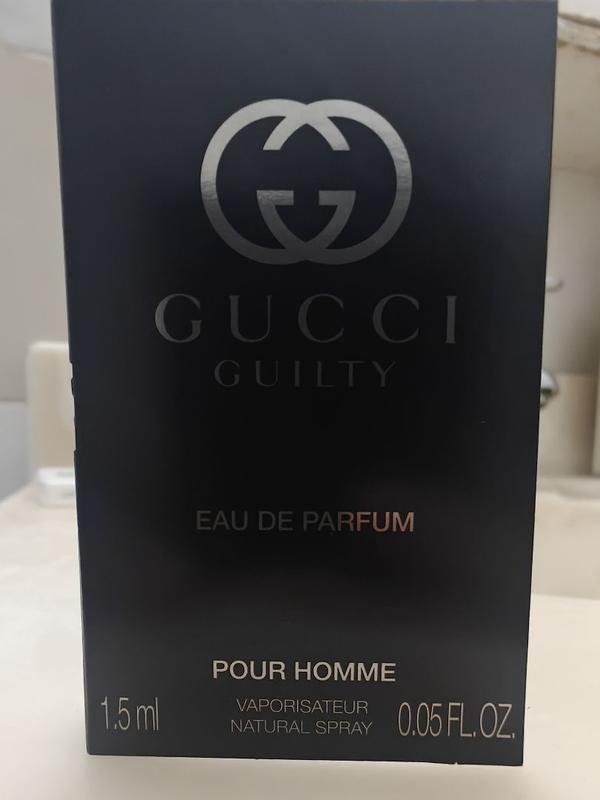 GUCCI
GUILTY
EAU DE PARFUM
POUR HOMME
1.5 ml
VAPORISATEUR
NATURAL SPRAY
0.05 FL. OZ.